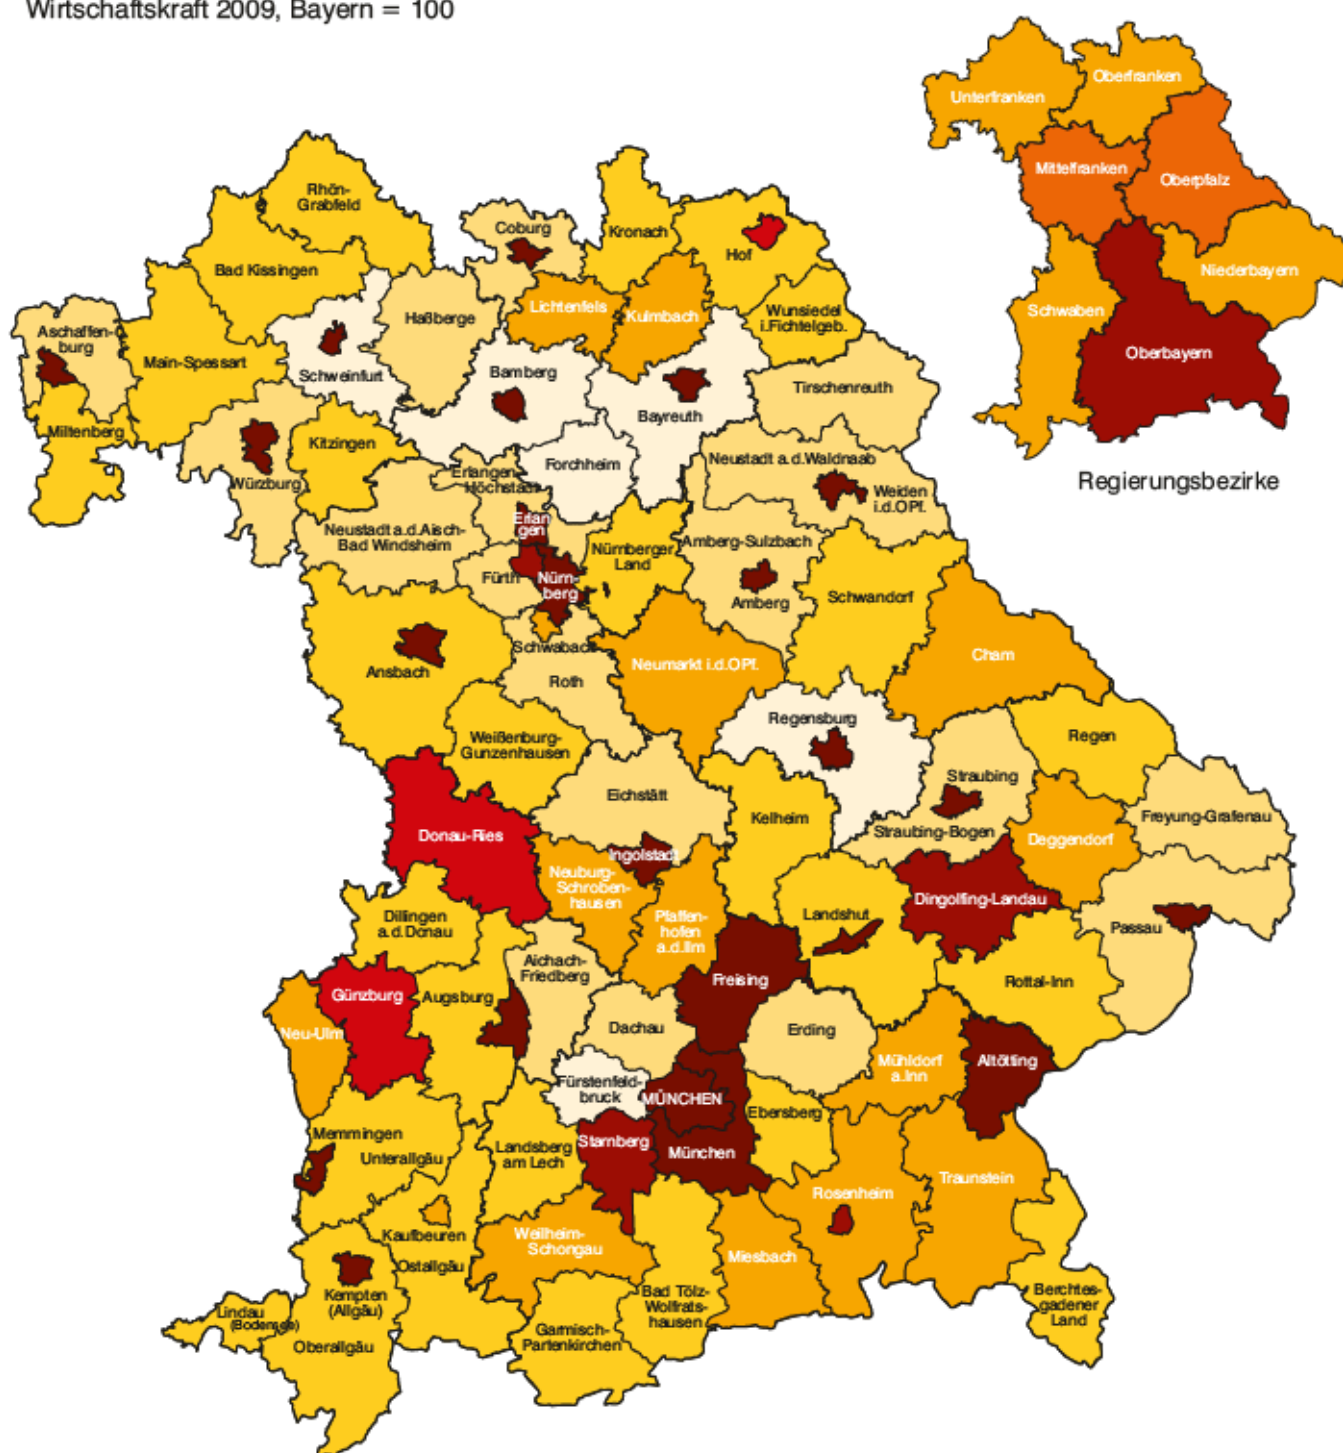 Wirtschaftskraft 2009, Bayern = 100
Unterfranken
Oberfranken
Mittelfranken
Oberpfalz
Niederbayern
Schwaben
Oberbayern
Regierungsbezirke
Rhön-
Grabfeld
Coburg
Kronach
Hof
Bad Kissingen
Lichtenfels
Kulmbach
Wunsiedel
i.Fichtelgeb.
Haßberge
Aschaffen-
burg
Main-Spessart
Schweinfurt
Bamberg
Bayreuth
Tirschenreuth
Miltenberg
Kitzingen
Würzburg
Forchheim
Neustadt a.d.Waldnaab
Weiden
i.d.OPf.
Erlangen-
Höchstadt
Erlan
gen
Neustadt a.d.Aisch-
Bad Windsheim
Nürnberger
Land
Amberg-Sulzbach
Fürth
Nürn-
berg
Amberg
Schwandorf
Schwabach
Ansbach
Roth
Neumarkt i.d.OPf.
Cham
Regensburg
Weißenburg-
Gunzenhausen
Regen
Eichstätt
Straubing
Kelheim
Donau-Ries
Straubing-Bogen
Deggendorf
Freyung-Grafenau
Ingolstadt
Neuburg-
Schroben-
hausen
Dingolfing-Landau
Dillingen
a.d.Donau
Pfaffen-
hofen
a.d.Ilm
Landshut
Passau
Aichach-
Friedberg
Freising
Rottal-Inn
Günzburg
Augsburg
Neu-Ulm
Dachau
Erding
Mühldorf
a.Inn
Altötting
Fürstenfeld-
bruck
MÜNCHEN
Ebersberg
Memmingen
Unterallgäu
Landsberg
am Lech
Starnberg
München
Rosenheim
Traunstein
Kaufbeuren
Weilheim-
Schongau
Miesbach
Ostallgäu
Kempten
(Allgäu)
Bad Tölz-
Wolfrats-
hausen
Berchtes-
gadener
Land
Lindau
(Bodensee)
Oberallgäu
Garmisch-
Partenkirchen